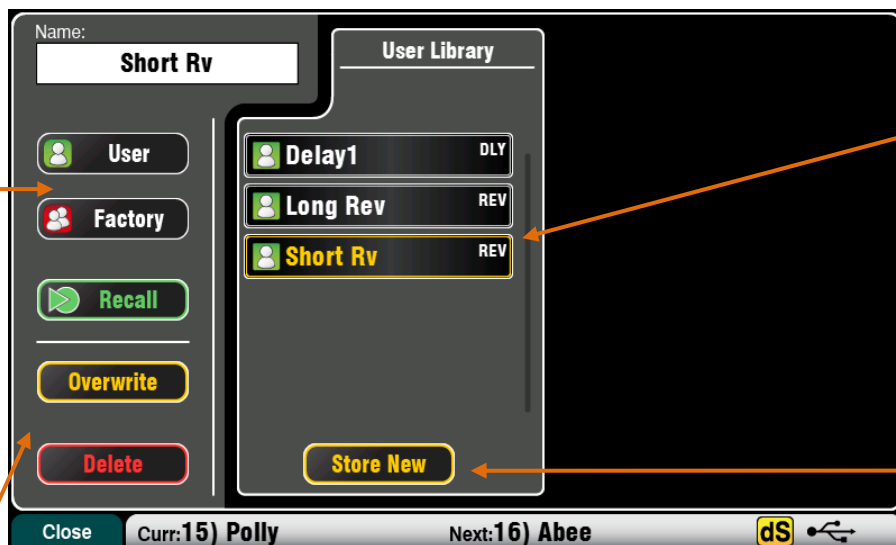 Name:
Short Rv
User Library
User
Factory
Recall
Overwrite
Delete
Delay1 DLY
Long Rev REV
Short Rv REV
Store New
Close Curr:15) Polly Next:16) Abee dS